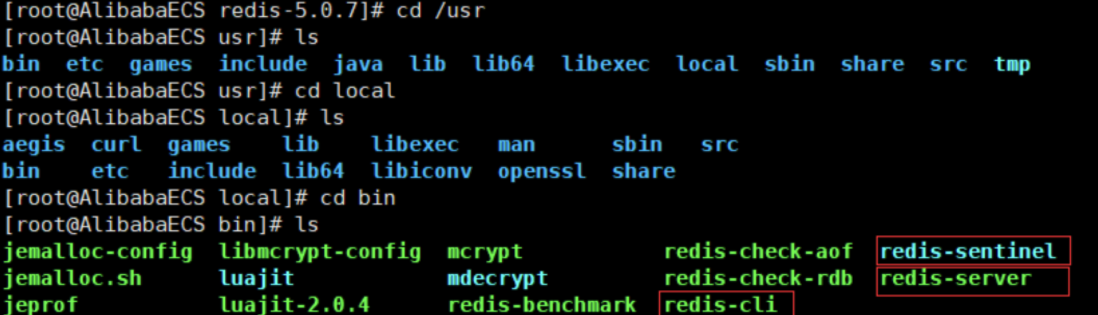 [root@AlibabaECS redis-5.0.7]# cd /usr
[root@AlibabaECS usr]# ls
bin  etc  games  include  java  lib  lib64  libexec  local  sbin  share  src  tmp
[root@AlibabaECS usr]# cd local
[root@AlibabaECS local]# ls
aegis  curl  games    lib    libexec   man      sbin   src
bin    etc   include  lib64  libiconv  openssl  share
[root@AlibabaECS local]# cd bin
[root@AlibabaECS bin]# ls
jemalloc-config  libmcrypt-config  mcrypt           redis-check-aof  redis-sentinel
jemalloc.sh      luajit            mdecrypt         redis-check-rdb  redis-server
jeprof           luajit-2.0.4      redis-benchmark  redis-cli